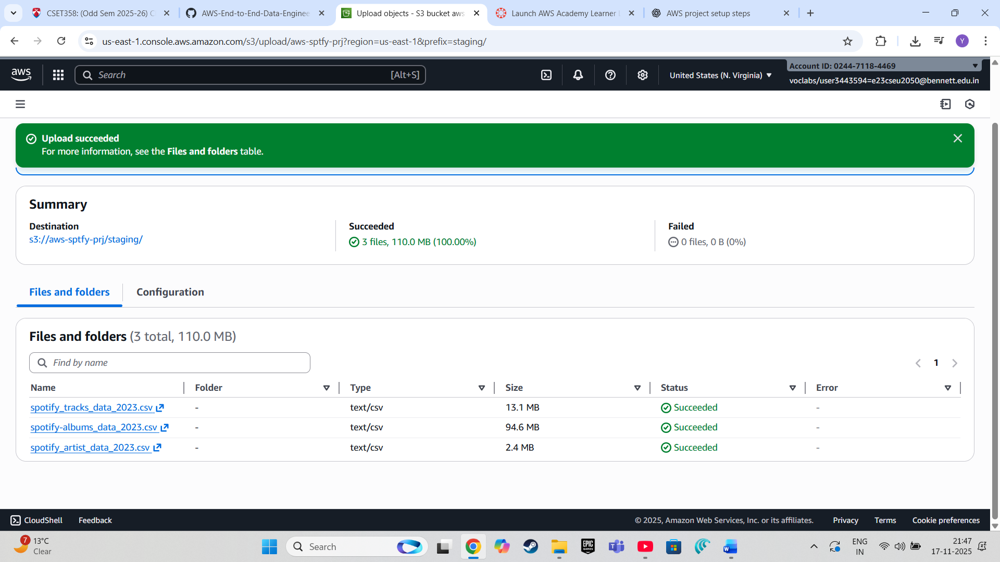 CSET358: (Odd Sem 2025-26) C
AWS-End-to-End-Data-Enginee
Upload objects - S3 bucket aws
Launch AWS Academy Learner L
AWS project setup steps
us-east-1.console.aws.amazon.com/s3/upload/aws-sptfy-prj?region=us-east-1&prefix=staging/
Y
aws
Search
[Alt+S]
United States (N. Virginia)
Account ID: 0244-7118-4469
voclabs/user3443594=e23cseu2050@bennett.edu.in
Upload succeeded
For more information, see the Files and folders table.
Summary
Destination
s3://aws-sptfy-prj/staging/
Succeeded
3 files, 110.0 MB (100.00%)
Failed
0 files, 0 B (0%)
Files and folders
Configuration
Files and folders (3 total, 110.0 MB)
Find by name
1
Name Folder Type Size Status Error
spotify_tracks_data_2023.csv - text/csv 13.1 MB Succeeded -
spotify-albums_data_2023.csv - text/csv 94.6 MB Succeeded -
spotify_artist_data_2023.csv - text/csv 2.4 MB Succeeded -
CloudShell Feedback © 2025, Amazon Web Services, Inc. or its affiliates. Privacy Terms Cookie preferences
7
13°C
Clear
Search
EPIC
GAMES
T
W
ENG
IN
21:47
17-11-2025